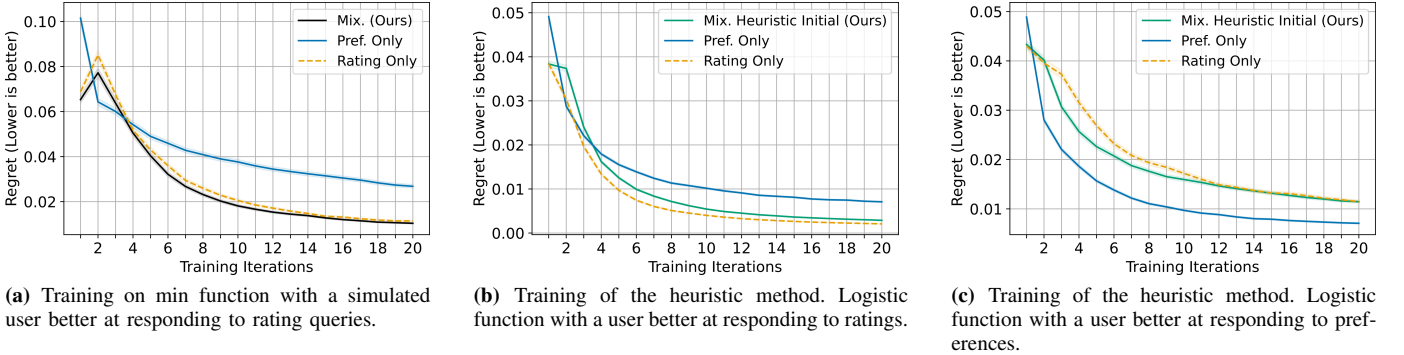 Regret (Lower is better)
0.10
0.08
0.06
0.04
0.02
Mix. (Ours)
Pref. Only
Rating Only
2 4 6 8 10 12 14 16 18 20
Training Iterations
(a) Training on min function with a simulated
user better at responding to rating queries.
Regret (Lower is better)
0.05
0.04
0.03
0.02
0.01
0.00
Mix. Heuristic Initial (Ours)
Pref. Only
Rating Only
2 4 6 8 10 12 14 16 18 20
Training Iterations
(b) Training of the heuristic method. Logistic
function with a user better at responding to ratings.
Regret (Lower is better)
0.05
0.04
0.03
0.02
0.01
Mix. Heuristic Initial (Ours)
Pref. Only
Rating Only
2 4 6 8 10 12 14 16 18 20
Training Iterations
(c) Training of the heuristic method. Logistic
function with a user better at responding to pref-
erences.